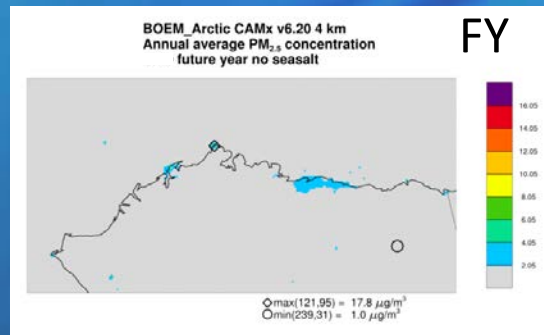 BOEM_Arctic CAMx v6.20 4 km
Annual average PM2.5 concentration
future year no seasalt
FY
16.05
14.05
12.05
10.05
8.05
6.05
4.05
2.05
◇max(121,95) = 17.8 μg/m³
○min(239,31) = 1.0 μg/m³